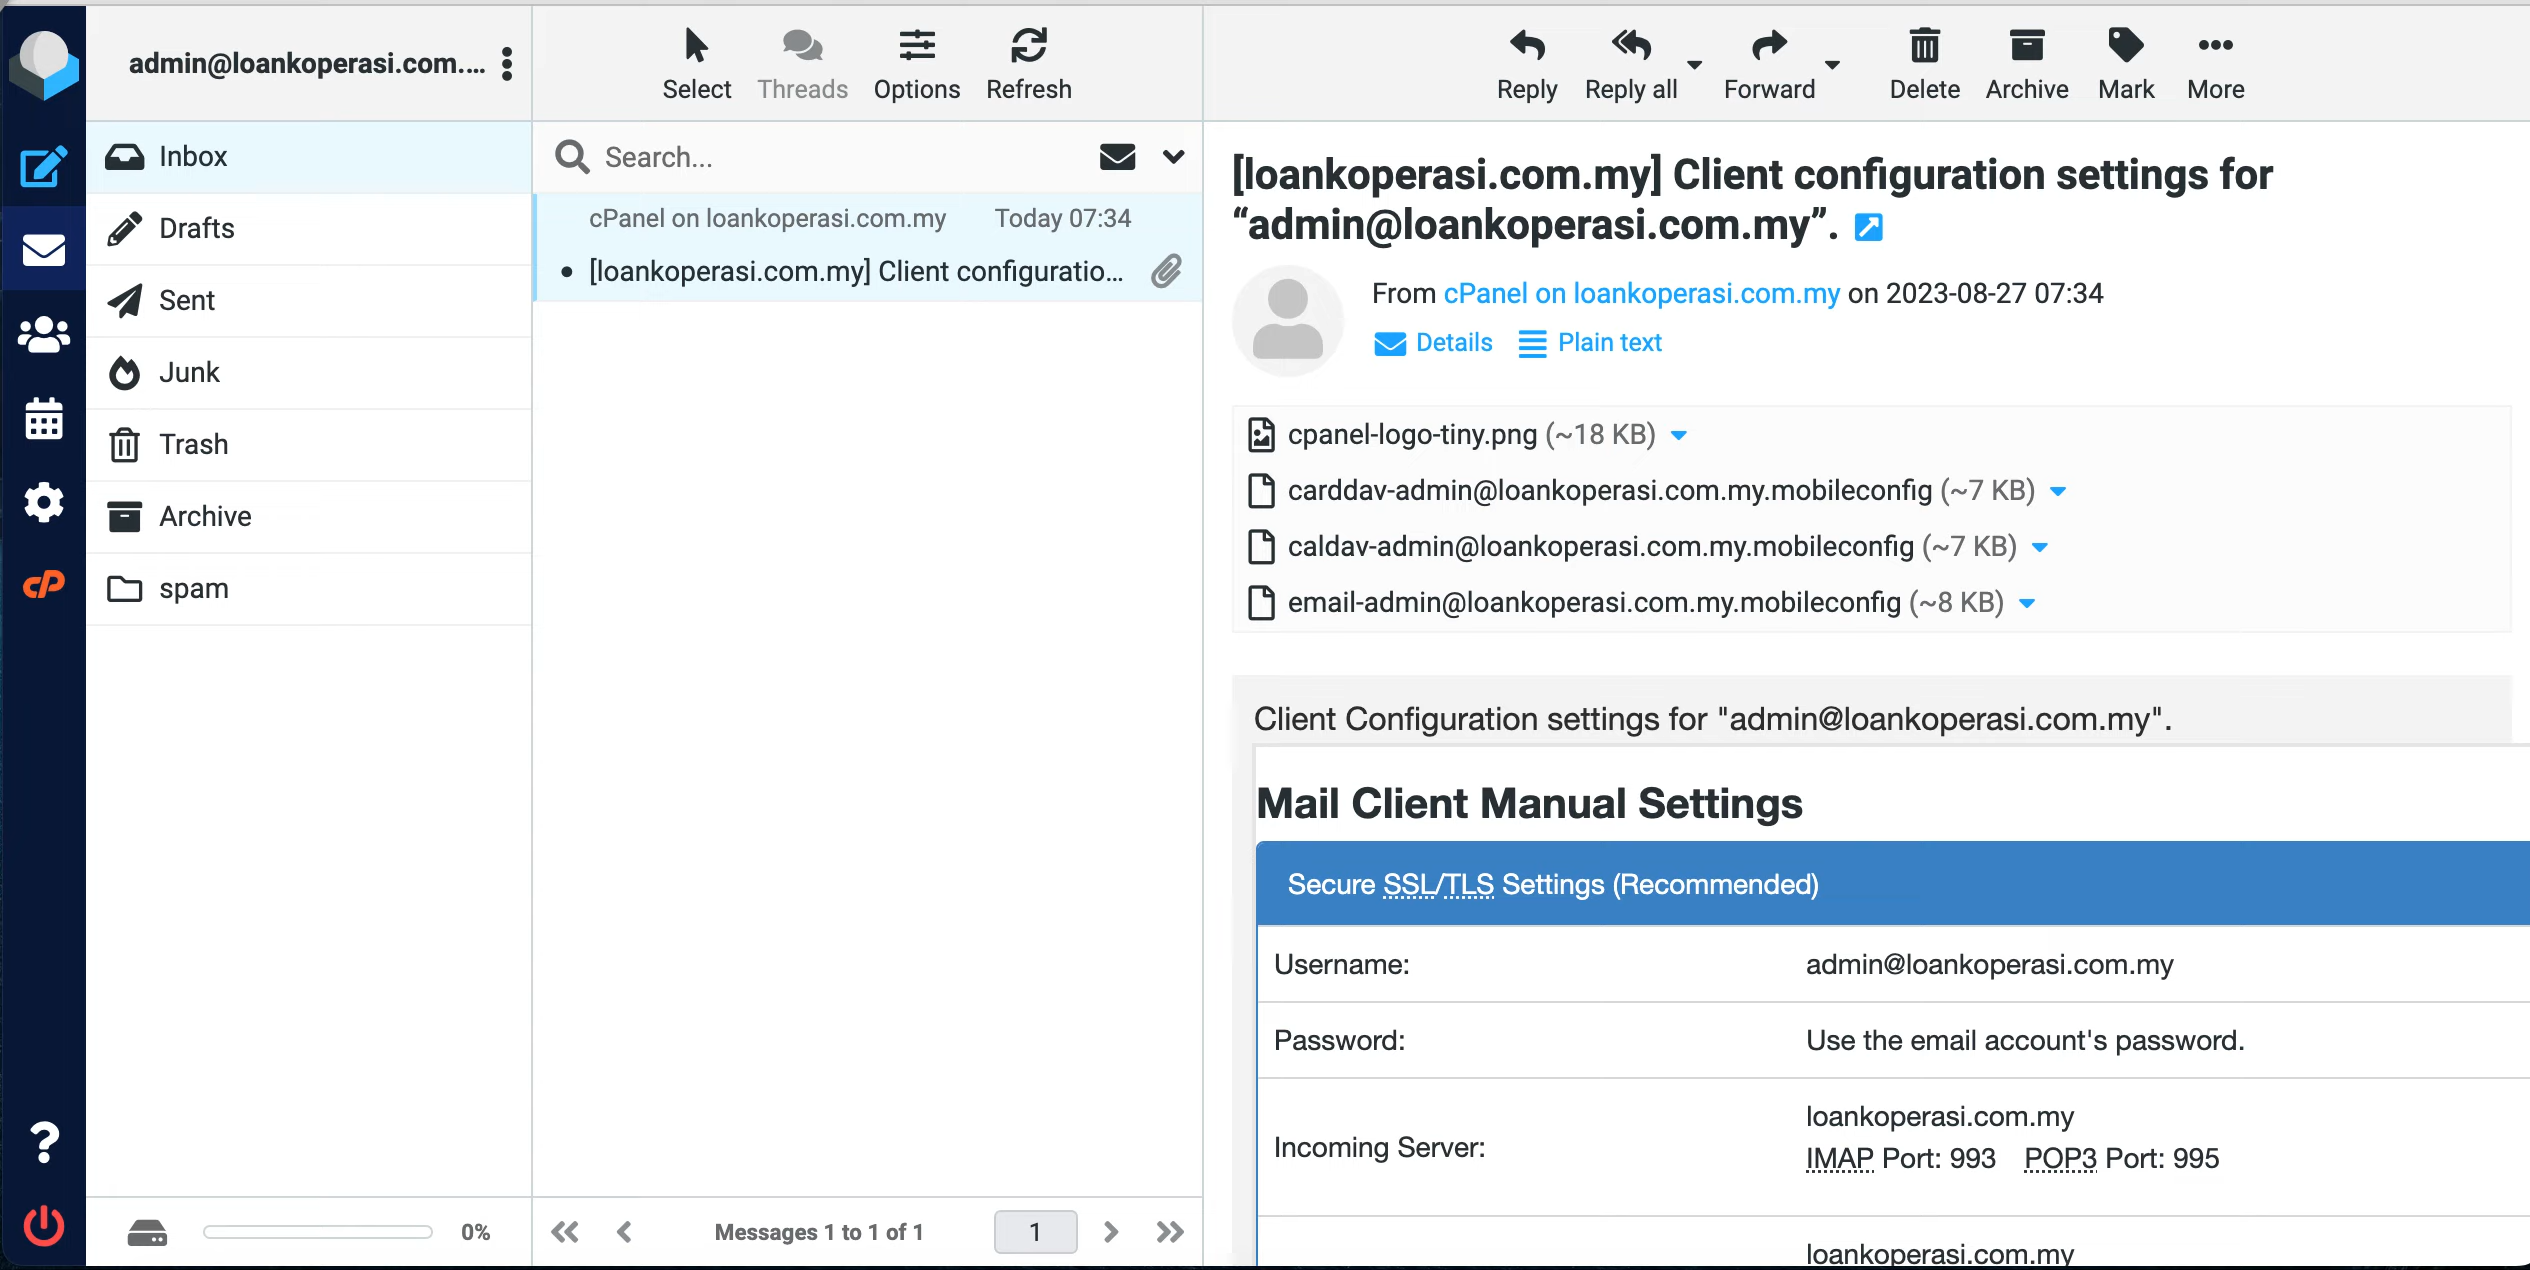 admin@loankoperasi.com....
Select
Threads
Options
Refresh
Reply
Reply all
Forward
Delete
Archive
Mark
More
Inbox
Drafts
Sent
Junk
Trash
Archive
spam
cP
?
0%
Search...
cPanel on loankoperasi.com.my Today 07:34
• [loankoperasi.com.my] Client configuratio...
Messages 1 to 1 of 1
1
[loankoperasi.com.my] Client configuration settings for
“admin@loankoperasi.com.my”.
From cPanel on loankoperasi.com.my on 2023-08-27 07:34
Details Plain text
cpanel-logo-tiny.png (~18 KB)
carddav-admin@loankoperasi.com.my.mobileconfig (~7 KB)
caldav-admin@loankoperasi.com.my.mobileconfig (~7 KB)
email-admin@loankoperasi.com.my.mobileconfig (~8 KB)
Client Configuration settings for "admin@loankoperasi.com.my".
Mail Client Manual Settings
Secure SSL/TLS Settings (Recommended)
Username: admin@loankoperasi.com.my
Password: Use the email account's password.
Incoming Server: loankoperasi.com.my
IMAP Port: 993 POP3 Port: 995
loankoperasi.com.my